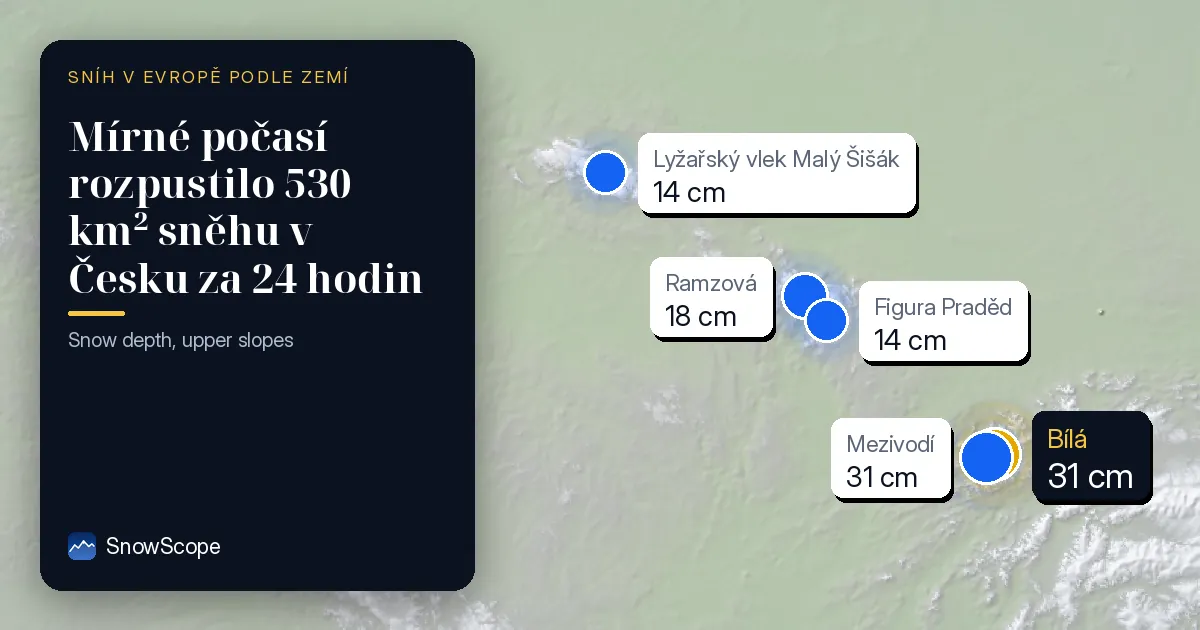 SNÍH V EVROPĚ PODLE ZEMÍ
Mírné počasí
rozpustilo 530
km² sněhu v
Česku za 24 hodin
Snow depth, upper slopes
SnowScope
Lyžařský vlek Malý Šišák
14 cm
Ramzová
18 cm
Figura Praděd
14 cm
Mezivodí
31 cm
Bílá
31 cm